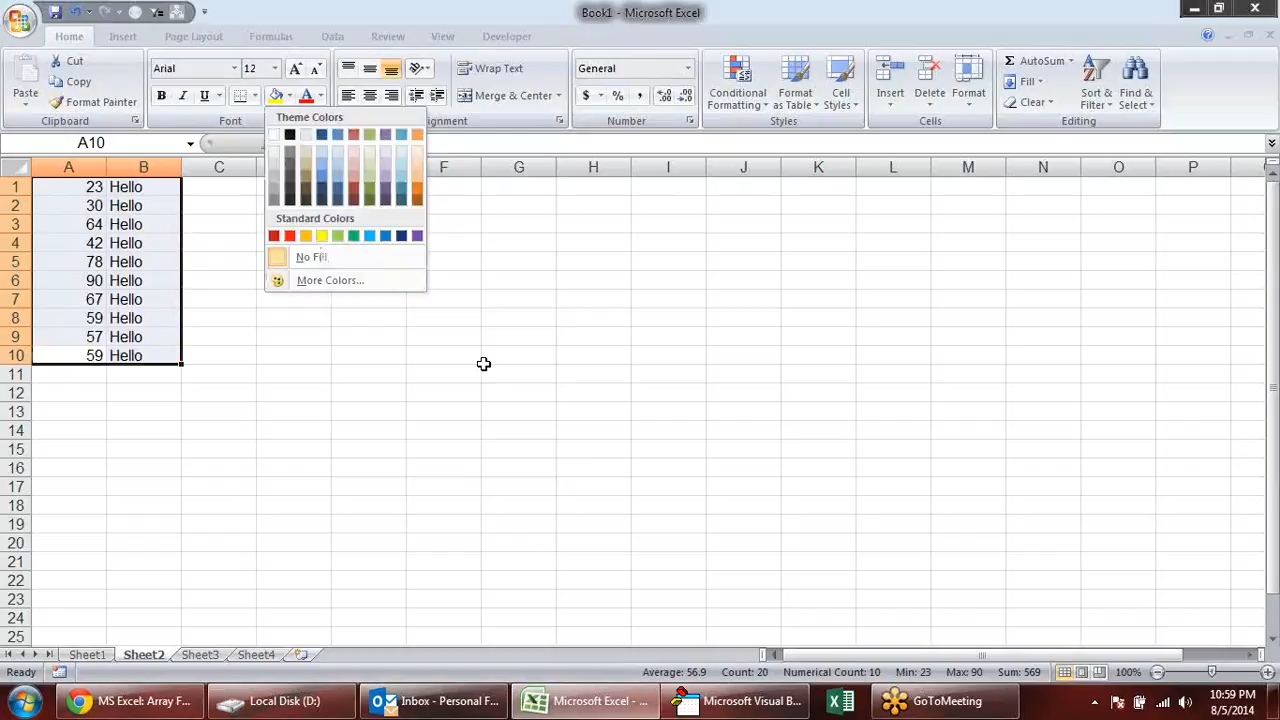 Book1 - Microsoft Excel
Home Insert Page Layout Formulas Data Review View Developer
Paste
Cut
Copy
Format Painter
Clipboard
Arial 12
B I U
Font
Wrap Text
Merge & Center
lignment
General
$ % ,
Number
Conditional Formatting
Format as Table
Cell Styles
Styles
Insert Delete Format
Cells
AutoSum
Fill
Clear
Sort & Filter
Find & Select
Editing
A10
Theme Colors
Standard Colors
No Fill
More Colors...
A B C F G H I J K L M N O P
1 23 Hello
2 30 Hello
3 64 Hello
4 42 Hello
5 78 Hello
6 90 Hello
7 67 Hello
8 59 Hello
9 57 Hello
10 59 Hello
11
12
13
14
15
16
17
18
19
20
21
22
23
24
25
Sheet1 Sheet2 Sheet3 Sheet4
Ready Average: 56.9 Count: 20 Numerical Count: 10 Min: 23 Max: 90 Sum: 569 100%
MS Excel: Array F... Local Disk (D:) Inbox - Personal F... Microsoft Excel - ... Microsoft Visual B... GoToMeeting
10:59 PM
8/5/2014